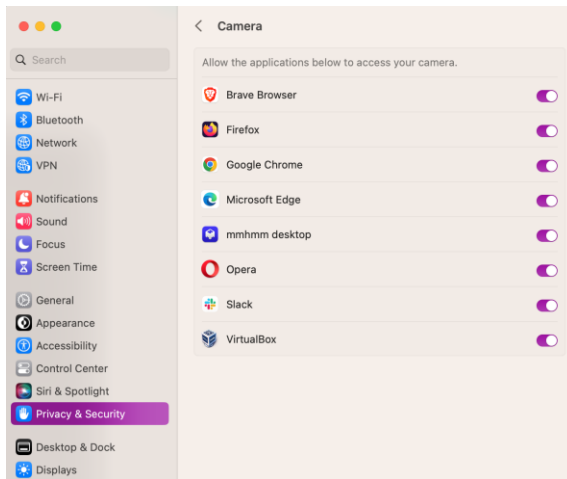 Search
Wi-Fi
Bluetooth
Network
VPN
Notifications
Sound
Focus
Screen Time
General
Appearance
Accessibility
Control Center
Siri & Spotlight
Privacy & Security
Desktop & Dock
Displays
Camera
Allow the applications below to access your camera.
Brave Browser
Firefox
Google Chrome
Microsoft Edge
mmhmm desktop
Opera
Slack
VirtualBox